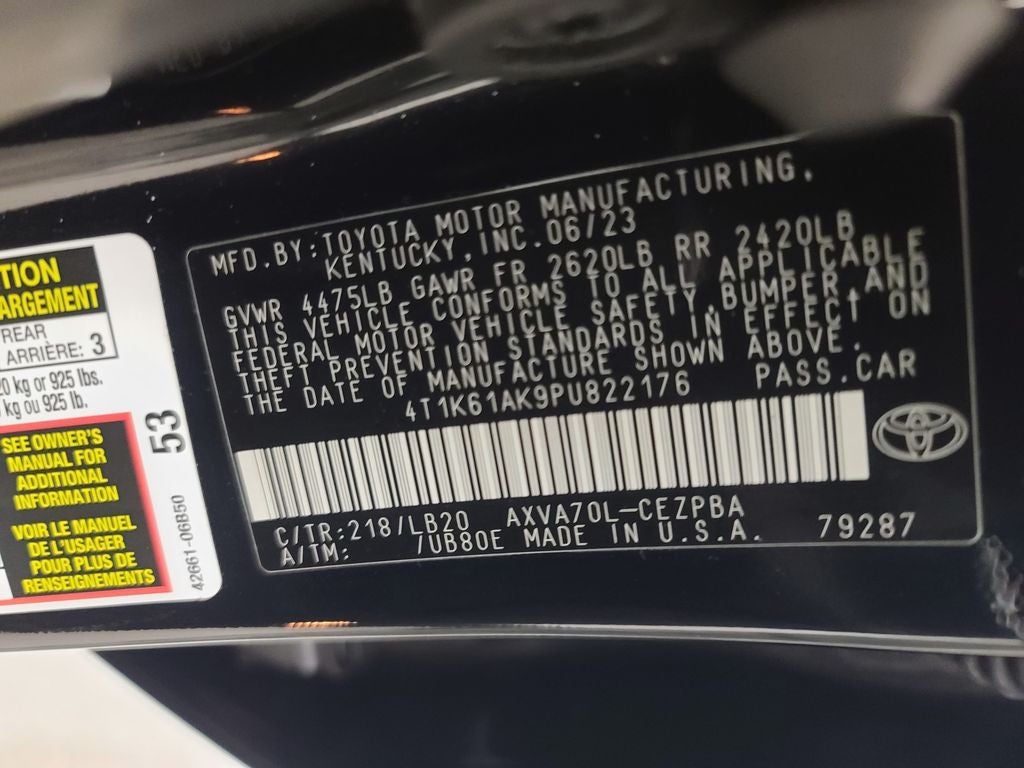 MFD.BY:TOYOTA MOTOR MANUFACTURING,
KENTUCKY,INC.06/23
GVWR 4475LB GAWR FR 2620LB RR 2420LB
THIS VEHICLE CONFORMS TO ALL APPLICABLE
FEDERAL MOTOR VEHICLE SAFETY,BUMPER,AND
THEFT PREVENTION STANDARDS IN EFFECT ON
THE DATE OF MANUFACTURE SHOWN ABOVE.
4T1K61AK9PU822176 PASS.CAR
C/TR:218/LB20 AXVA70L-CEZPBA
A/TM: /UB80E MADE IN U.S.A. 79287
TION
ARGEMENT
REAR
ARRIÈRE: 3
20 kg or 925 lbs.
kg ou 925 lb.
SEE OWNER'S
MANUAL FOR
ADDITIONAL
INFORMATION
VOIR LE MANUEL
DE L'USAGER
POUR PLUS DE
RENSEIGNEMENTS
53
42661-06B50